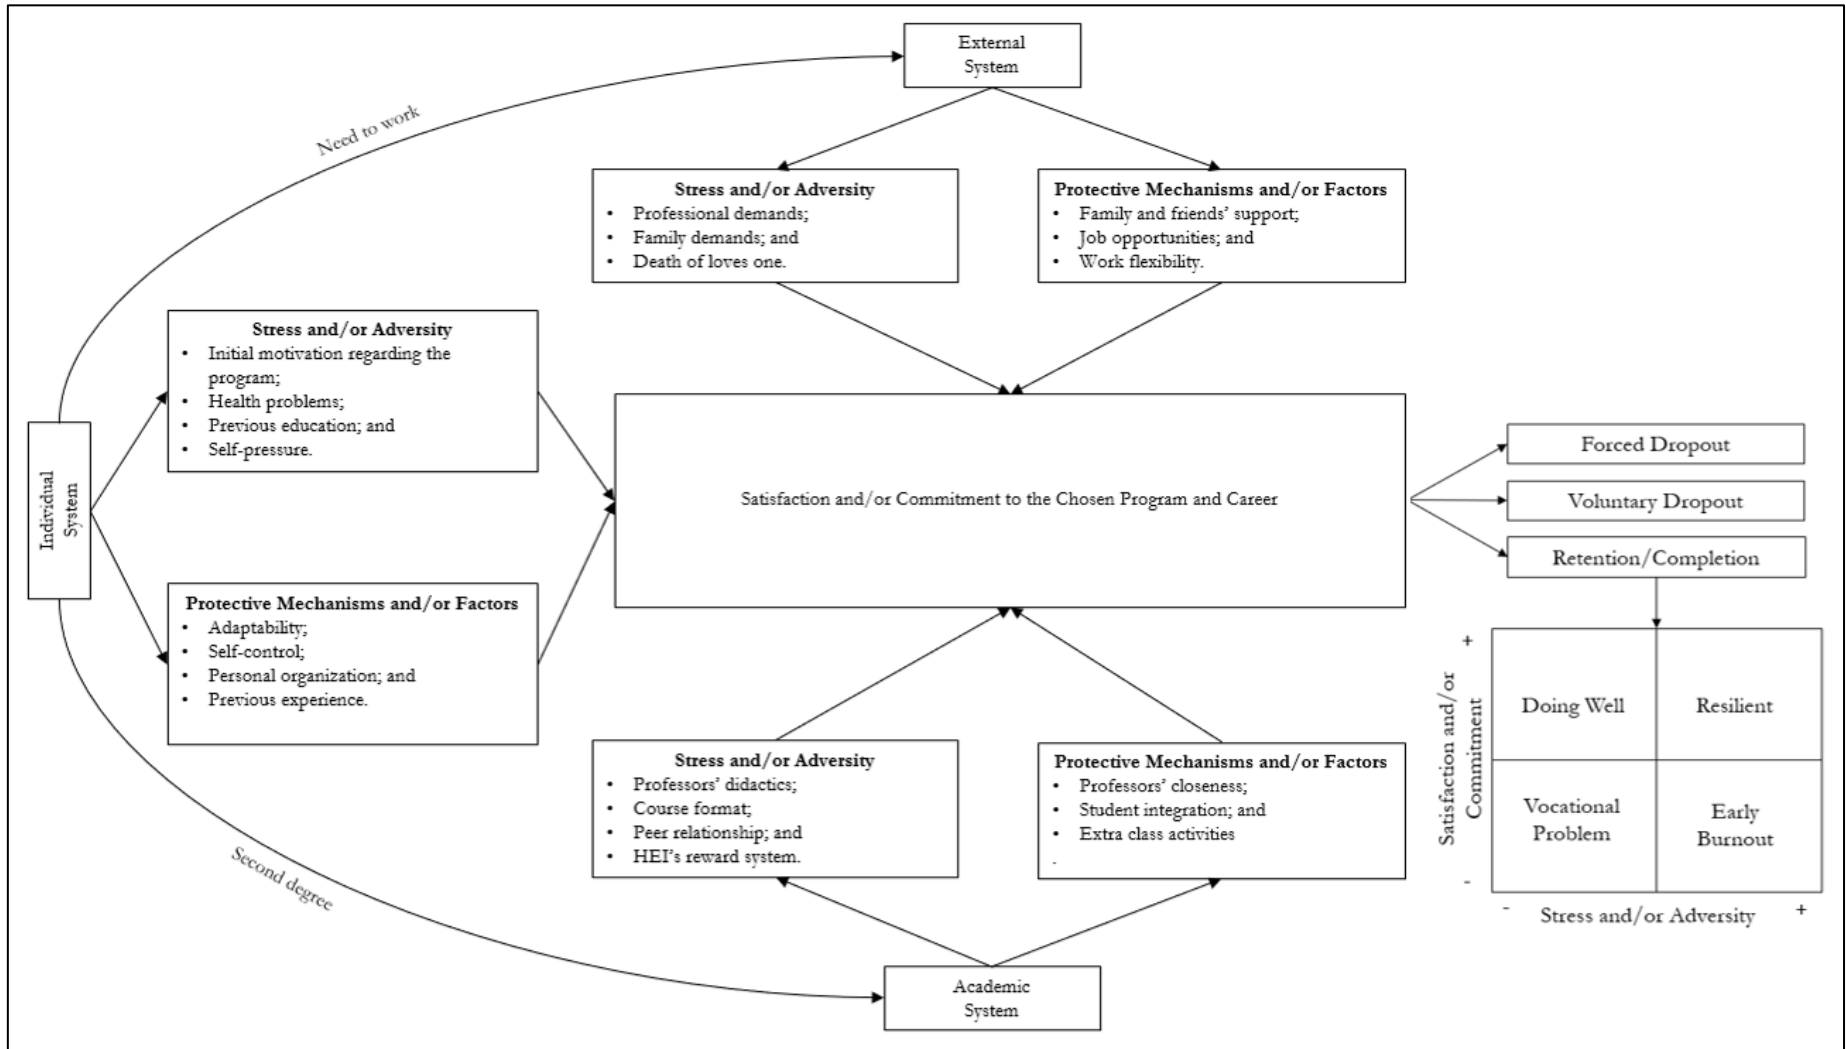 External
System
Need to work
Stress and/or Adversity
• Professional demands;
• Family demands; and
• Death of loves one.
Protective Mechanisms and/or Factors
• Family and friends' support;
• Job opportunities; and
• Work flexibility.
Stress and/or Adversity
• Initial motivation regarding the
program;
• Health problems;
• Previous education; and
• Self-pressure.
Individual
System
Protective Mechanisms and/or Factors
• Adaptability;
• Self-control;
• Personal organization; and
• Previous experience.
Satisfaction and/or Commitment to the Chosen Program and Career
Forced Dropout
Voluntary Dropout
Retention/Completion
Satisfaction and/or
Commitment
+
-
Doing Well
Resilient
Vocational
Problem
Early
Burnout
- Stress and/or Adversity +
Stress and/or Adversity
• Professors' didactics;
• Course format;
• Peer relationship; and
• HEI's reward system.
Protective Mechanisms and/or Factors
• Professors' closeness;
• Student integration; and
• Extra class activities
.
Second degree
Academic
System